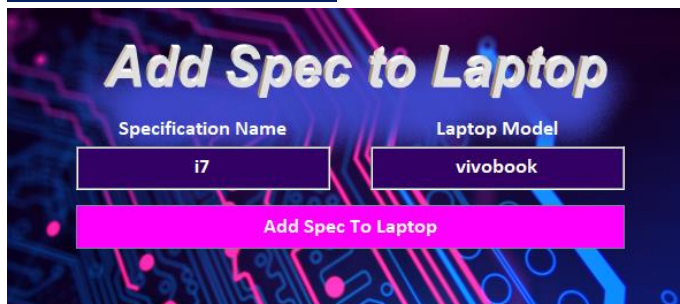 Add Spec to Laptop
Specification Name Laptop Model
i7 vivobook
Add Spec To Laptop